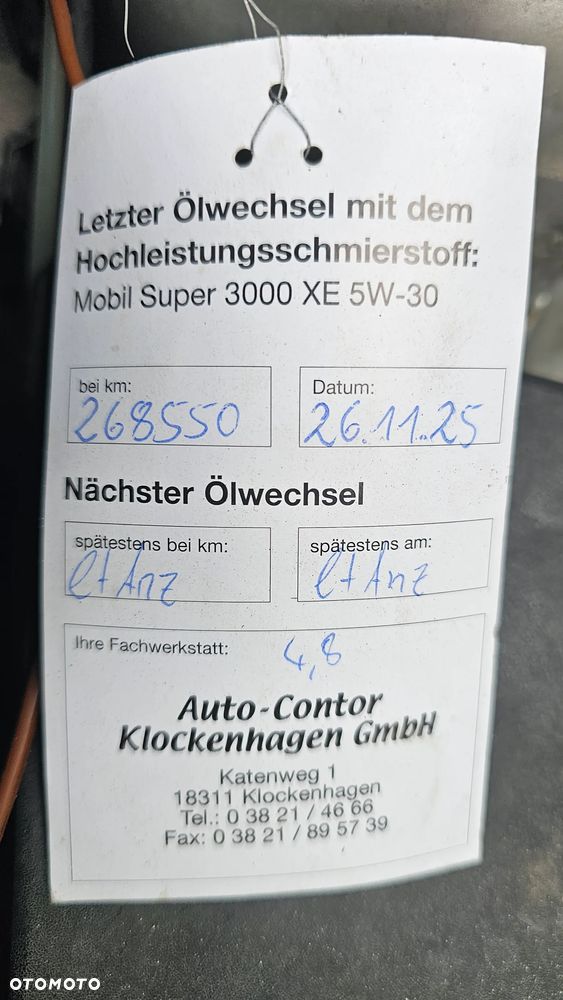 Letzter Ölwechsel mit dem
Hochleistungsschmierstoff:
Mobil Super 3000 XE 5W-30
bei km:
268550
Datum:
26.11.25
Nächster Ölwechsel
spätestens bei km:
lt Anz
spätestens am:
lt Anz
Ihre Fachwerkstatt:
4,8
Auto-Contor
Klockenhagen GmbH
Katenweg 1
18311 Klockenhagen
Tel.: 0 38 21 / 46 66
Fax: 0 38 21 / 89 57 39
OTOMOTO